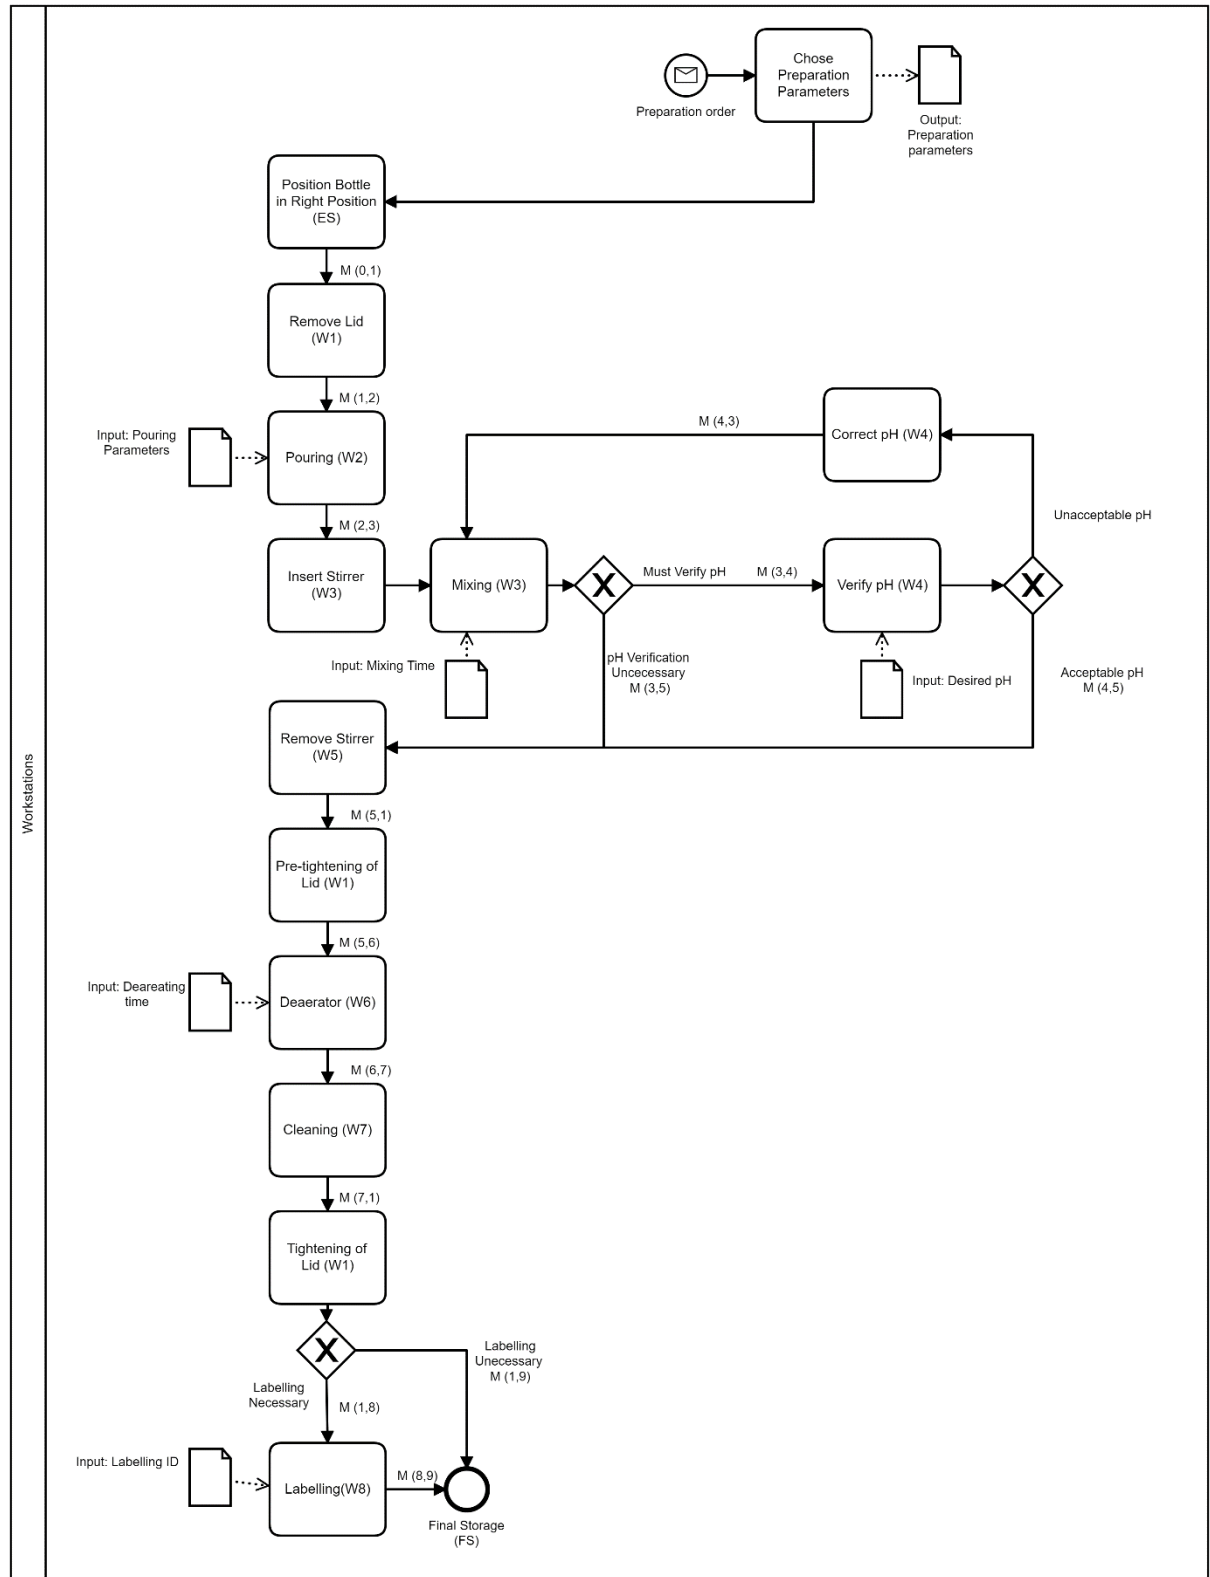 Chose
Preparation
Parameters
Preparation order
Output:
Preparation
parameters
Position Bottle
in Right Position
(ES)
M (0,1)
Remove Lid
(W1)
M (1,2)
Input: Pouring
Parameters
Pouring (W2)
M (4,3)
Correct pH (W4)
Unacceptable pH
M (2,3)
Insert Stirrer
(W3)
Mixing (W3)
X
Must Verify pH
M (3,4)
Verify pH (W4)
X
Input: Mixing Time
pH Verification
Uncecessary
M (3,5)
Input: Desired pH
Acceptable pH
M (4,5)
Remove Stirrer
(W5)
M (5,1)
Workstations
Pre-tightening of
Lid (W1)
M (5,6)
Input: Deareating
time
Deaerator (W6)
M (6,7)
Cleaning (W7)
M (7,1)
Tightening of
Lid (W1)
X
Labelling
Unecessary
M (1,9)
Labelling
Necessary
M (1,8)
Input: Labelling ID
Labelling(W8)
M (8,9)
Final Storage
(FS)